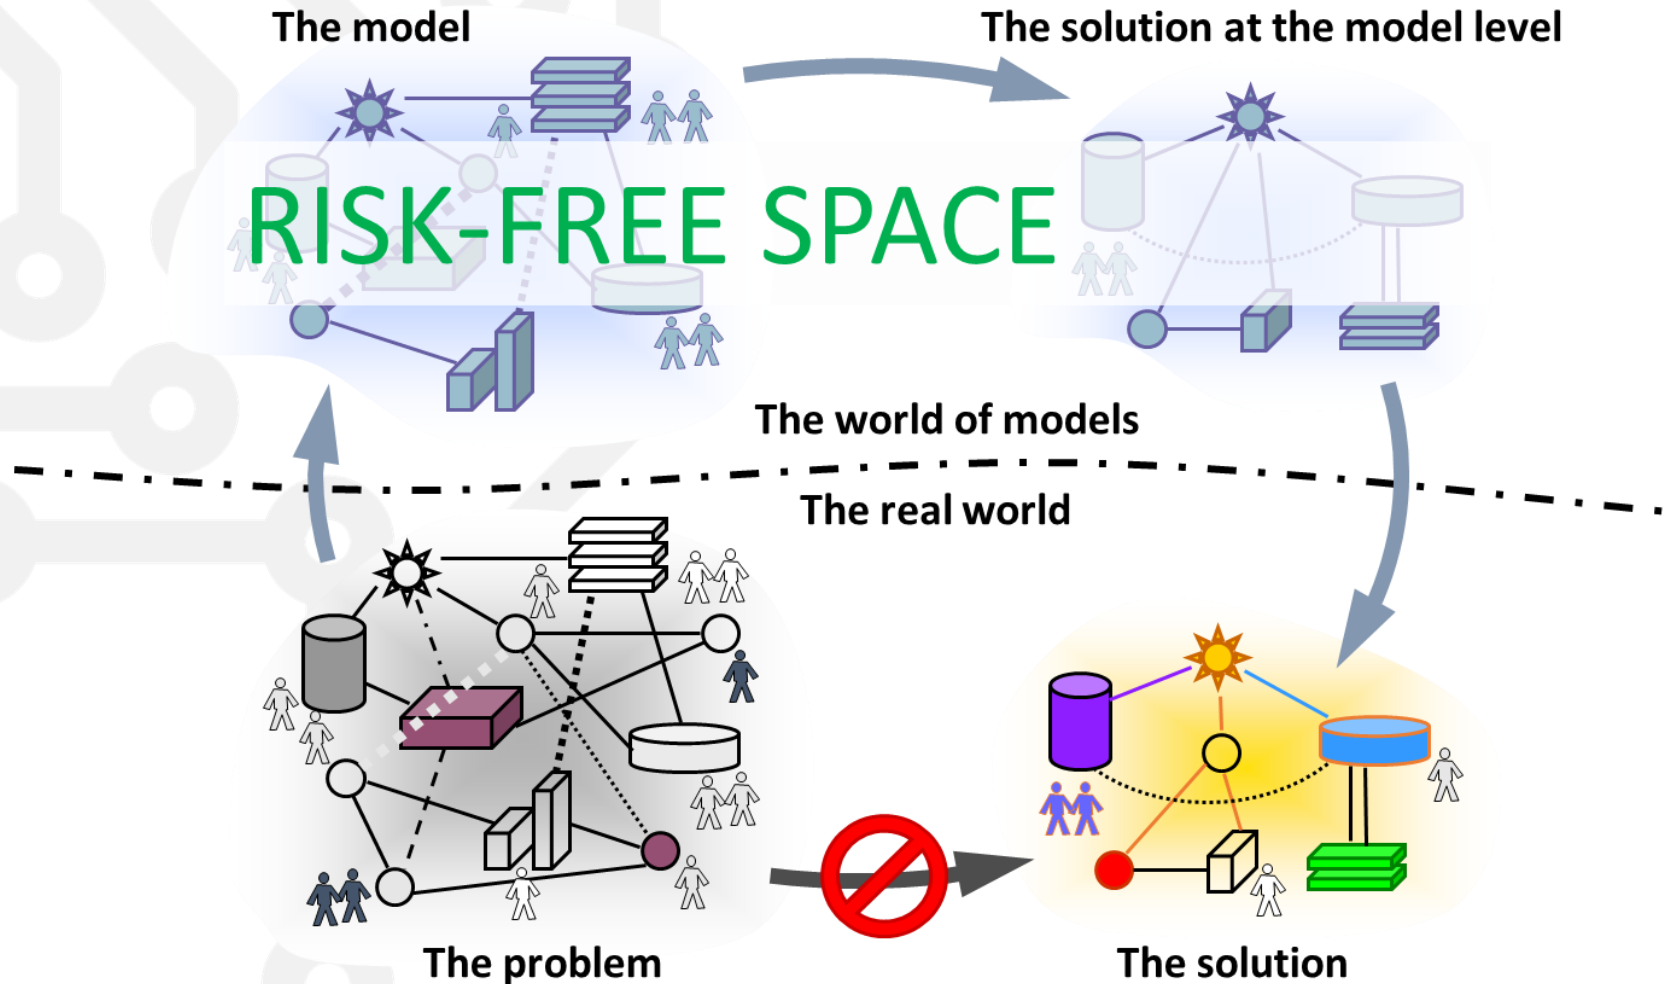 The model
The solution at the model level
RISK-FREE SPACE
The world of models
The real world
The problem
The solution